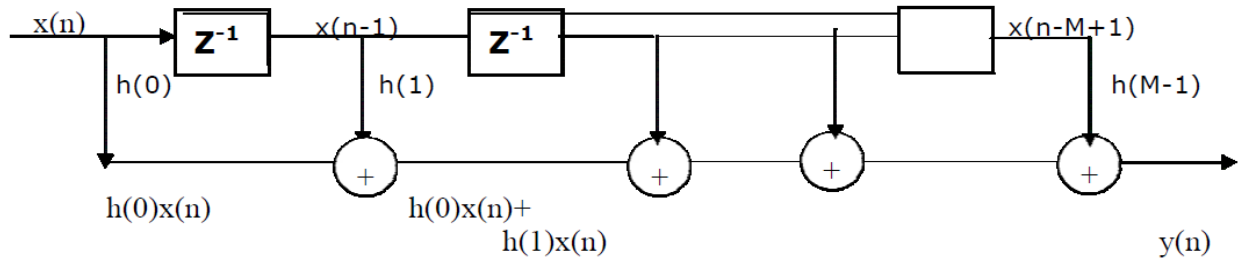 x(n) Z⁻¹ x(n-1) Z⁻¹ x(n-M+1)
h(0) h(1) h(M-1)
+ + + +
h(0)x(n) h(0)x(n)+
h(1)x(n) y(n)